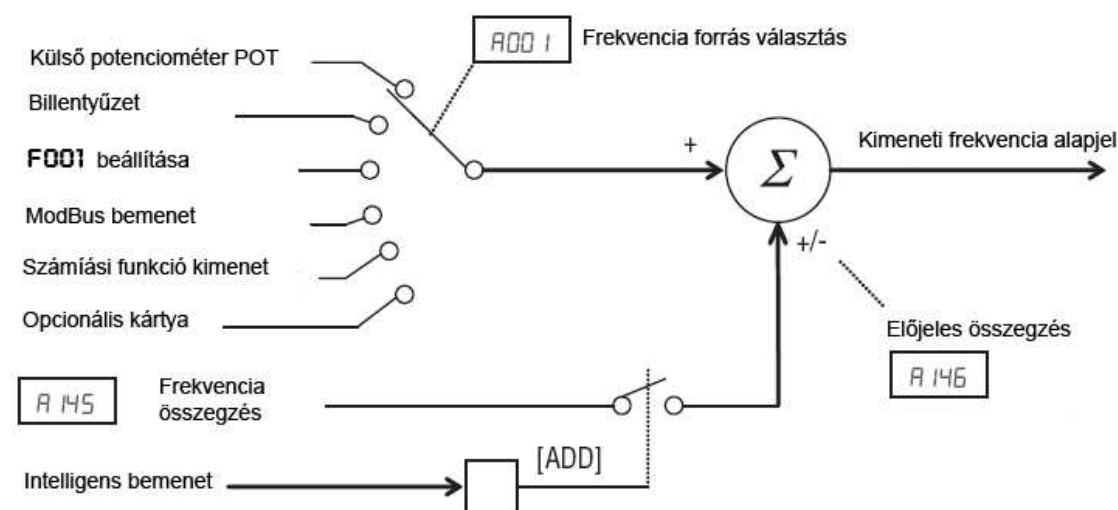 A001
Frekvencia forrás választás
Külső potenciométer POT
Billentyűzet
F001 beállítása
ModBus bemenet
Számíási funkció kimenet
Opcionális kártya
+
Σ
Kimeneti frekvencia alapjel
+/-
Előjeles összegzés
A146
A145
Frekvencia
összegzés
[ADD]
Intelligens bemenet